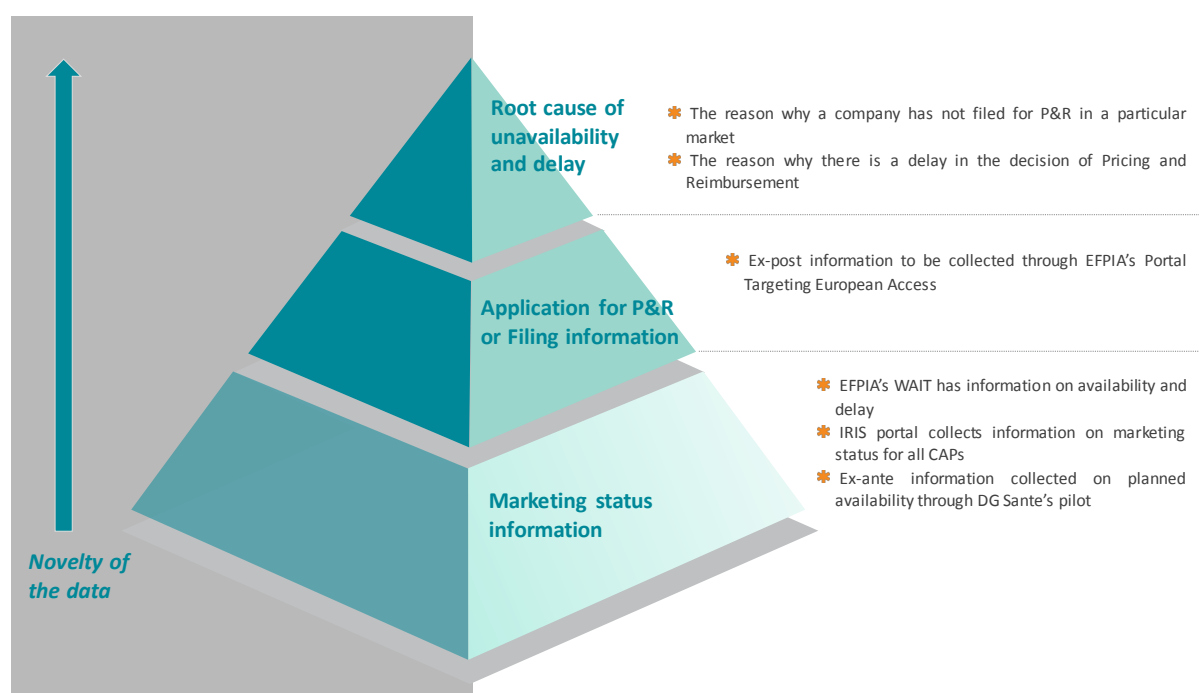 Root cause of
unavailability
and delay
The reason why a company has not filed for P&R in a particular
market
The reason why there is a delay in the decision of Pricing and
Reimbursement
Application for P&R
or Filing information
Ex-post information to be collected through EFPIA's Portal
Targeting European Access
Marketing status
information
EFPIA's WAIT has information on availability and
delay
IRIS portal collects information on marketing
status for all CAPs
Ex-ante information collected on planned
availability through DG Sante's pilot
Novelty of
the data